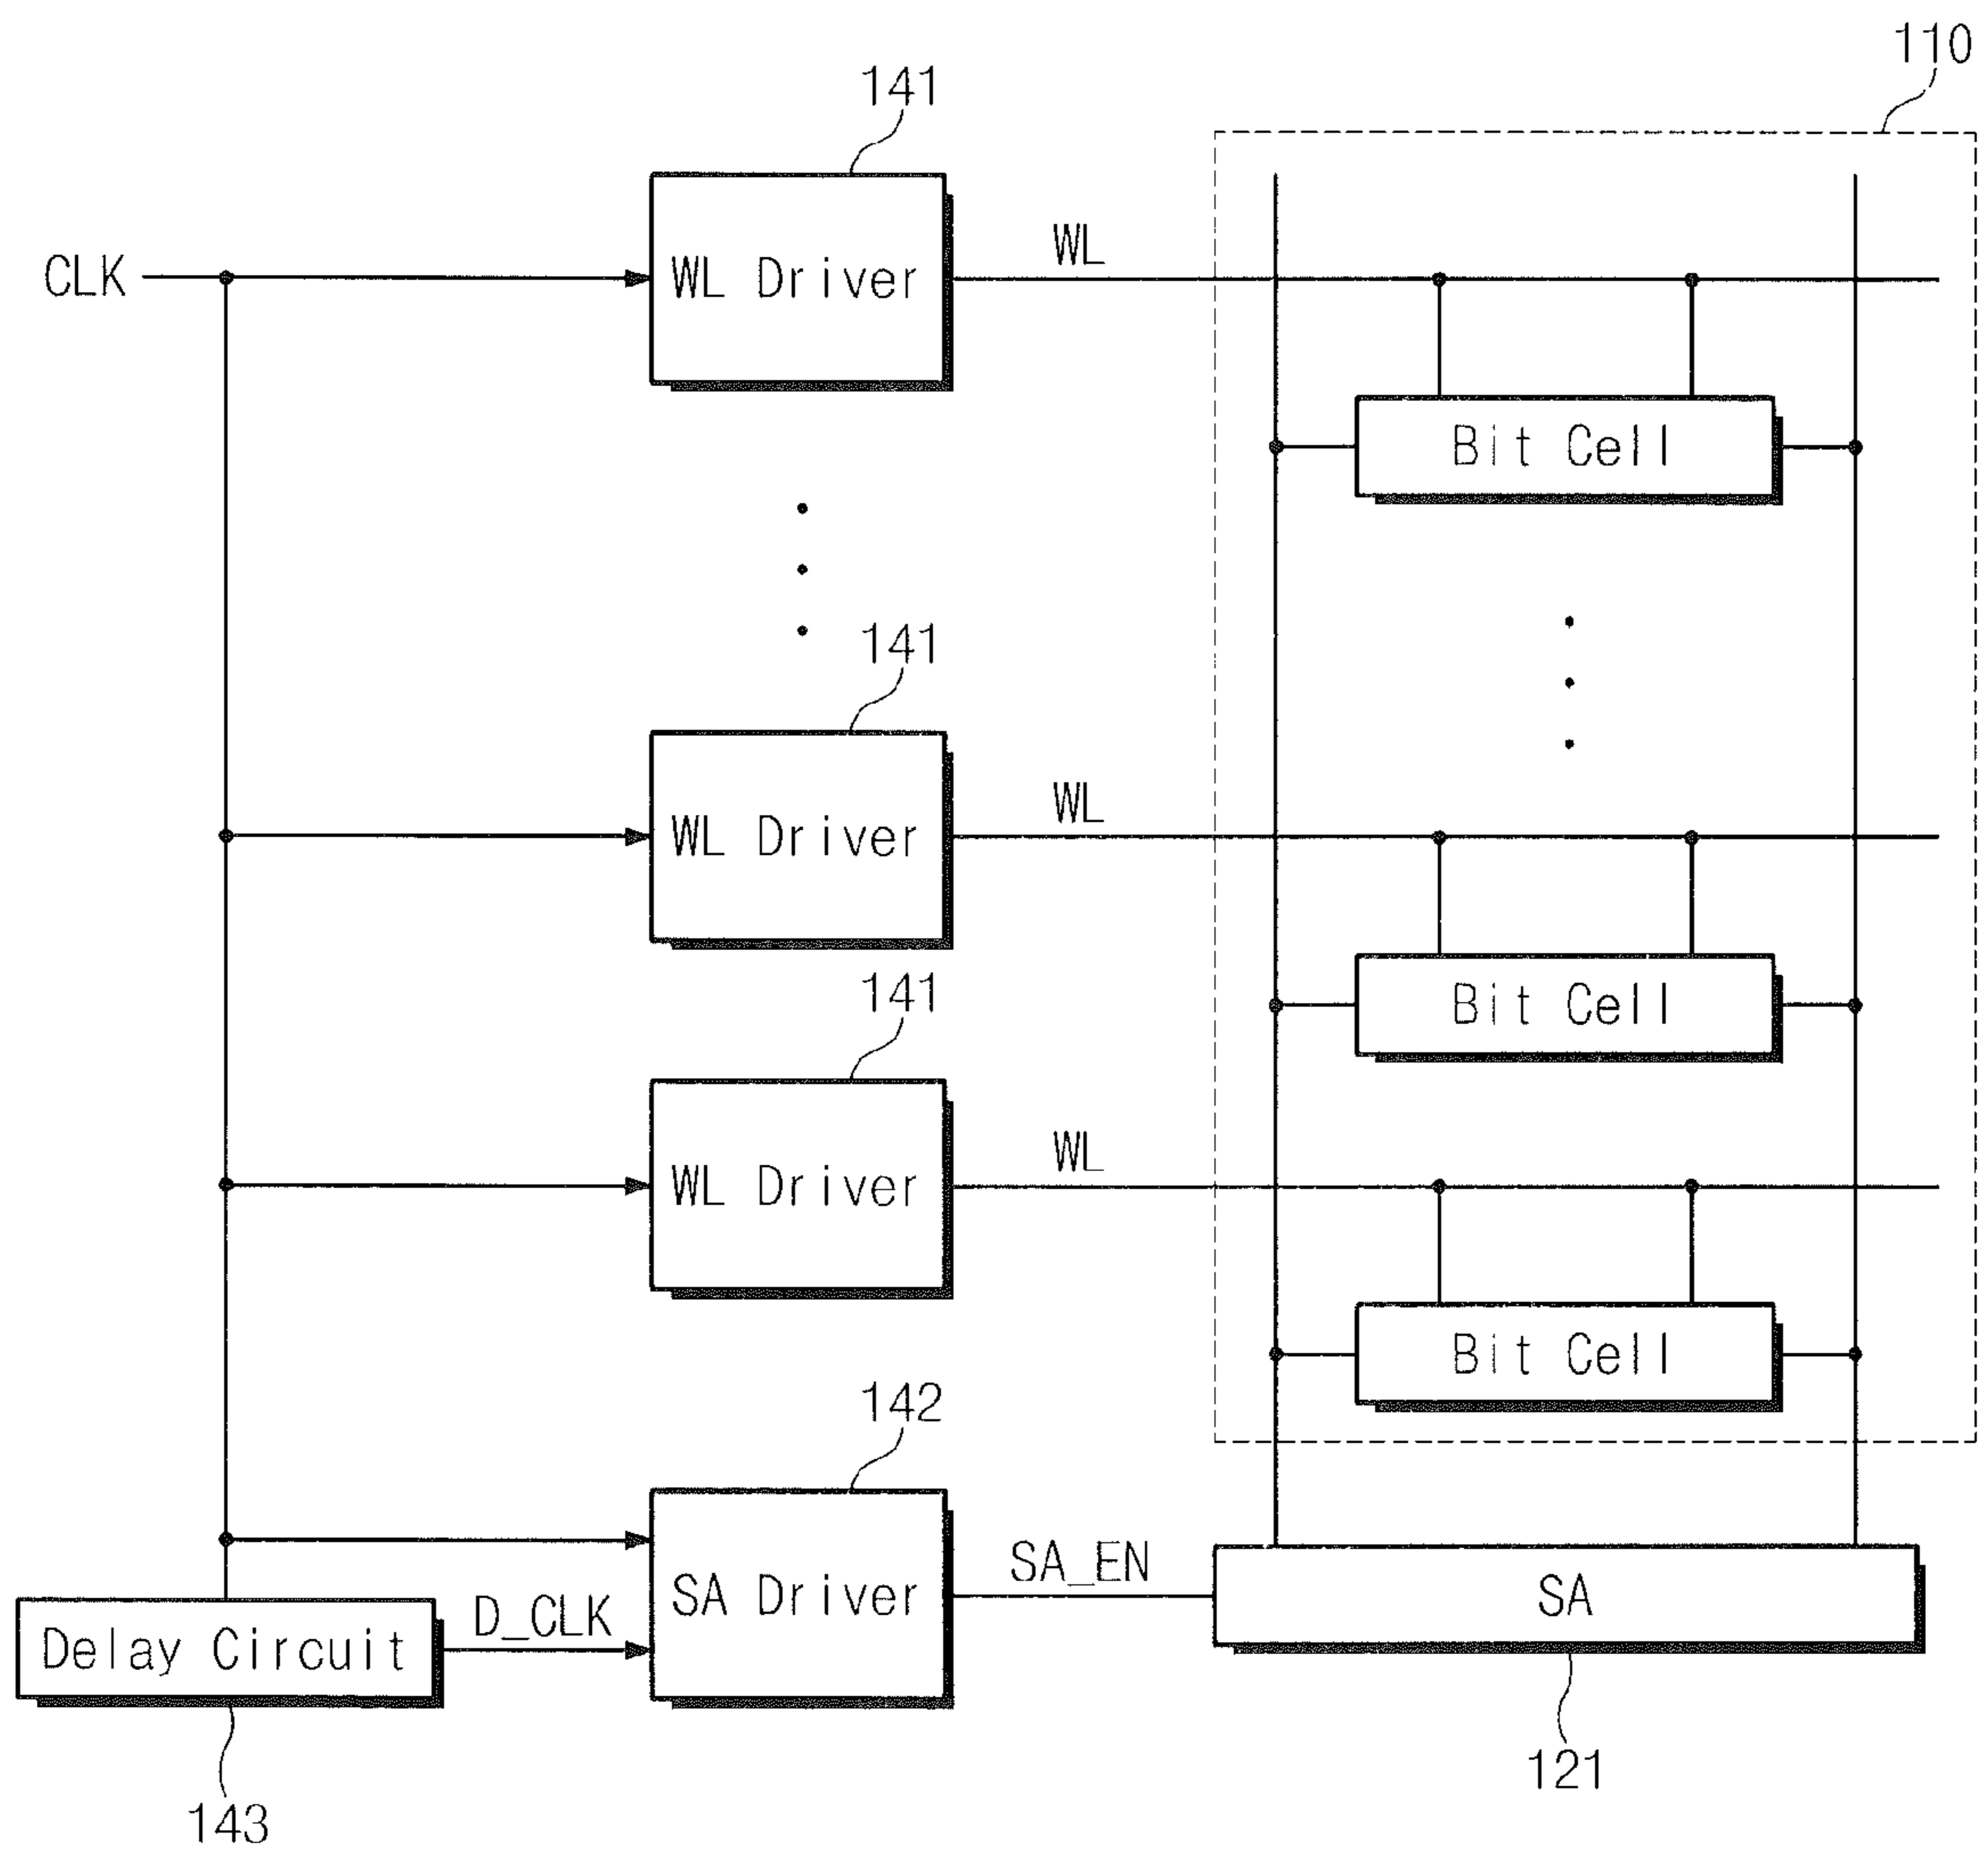 110
141
CLK
WL Driver
WL
Bit Cell
141
WL Driver
WL
Bit Cell
141
WL Driver
WL
Bit Cell
142
SA Driver
SA_EN
SA
Delay Circuit
D_CLK
121
143